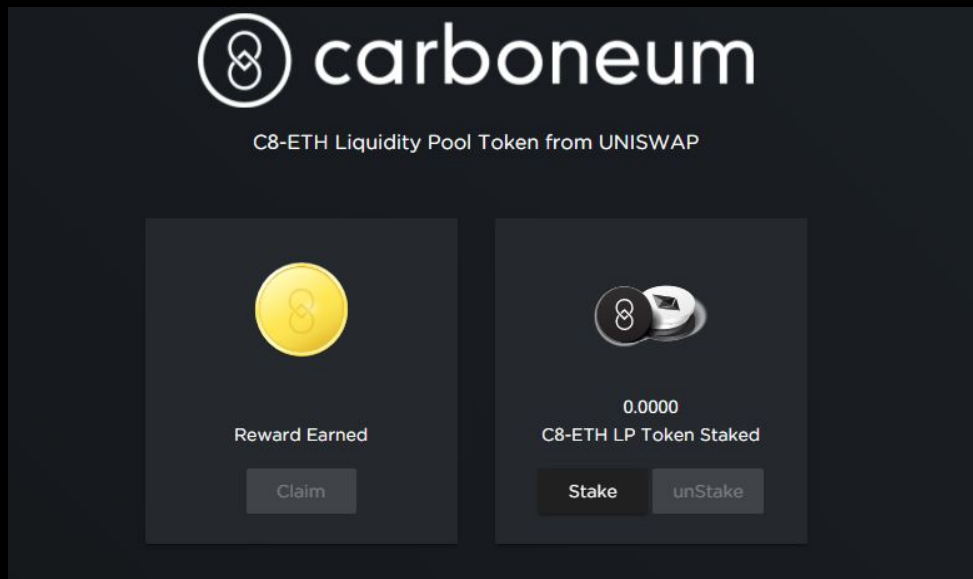 carboneum
C8-ETH Liquidity Pool Token from UNISWAP
Reward Earned
Claim
0.0000
C8-ETH LP Token Staked
Stake
unStake